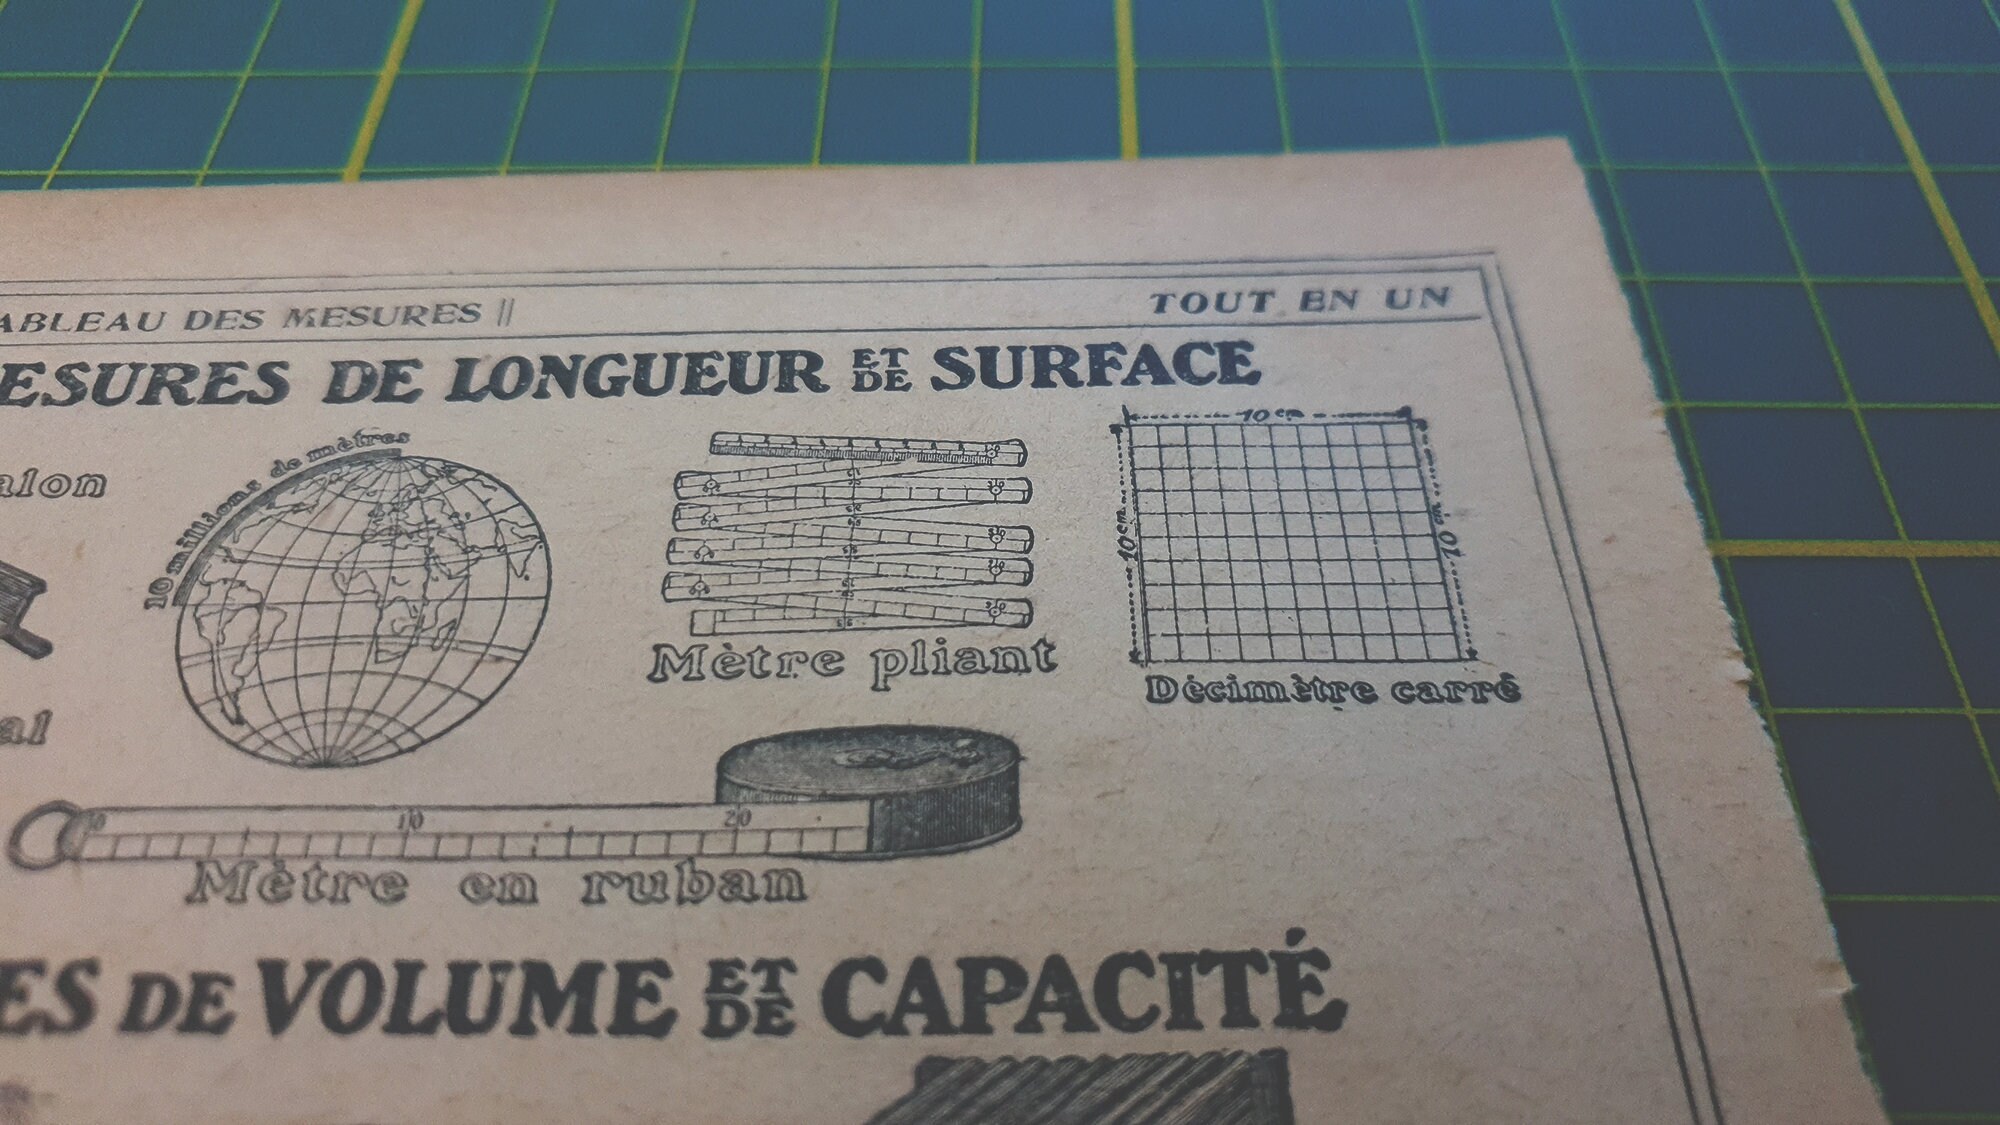 ABLEAU DES MESURES ||
TOUT EN UN
ESURES DE LONGUEUR ET DE SURFACE
alon
10 millions de mètres
10 cm
10 cm
10 cm
Mètre pliant
Décimètre carré
al
10
20
Mètre en ruban
ES DE VOLUME ET DE CAPACITÉ